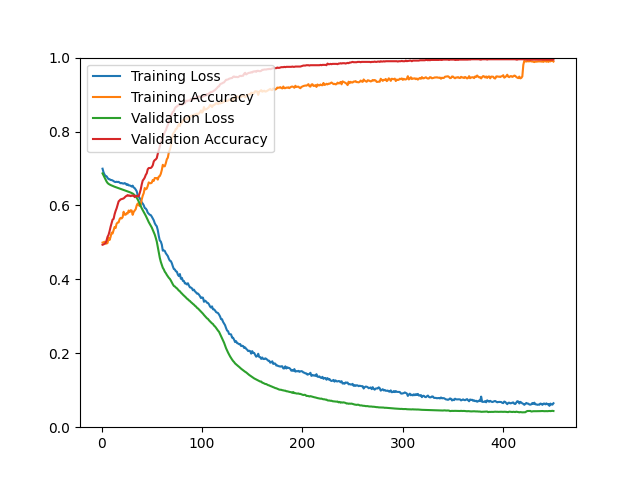 Training Loss
Training Accuracy
Validation Loss
Validation Accuracy
1.0
0.8
0.6
0.4
0.2
0.0
0 100 200 300 400